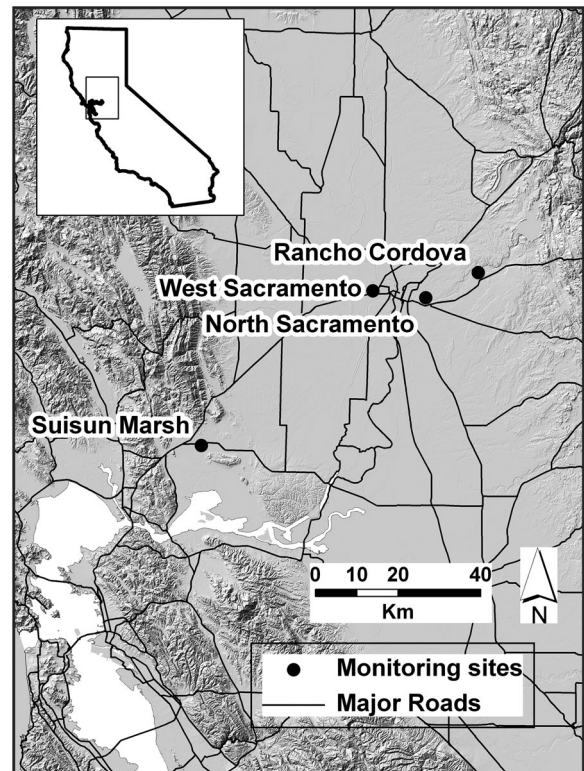 Rancho Cordova
West Sacramento
North Sacramento
Suisun Marsh
0 10 20 40
Km
N
Monitoring sites
Major Roads